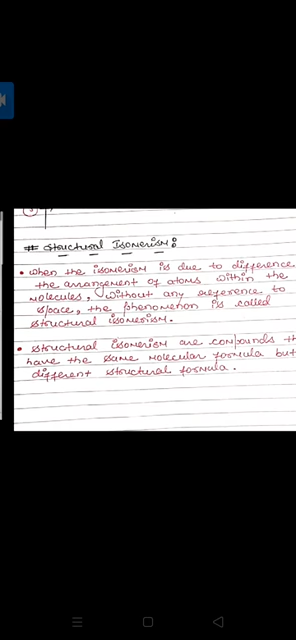 # Structural Isomerism:
• When the isomerism is due to difference
the arrangement of atoms within the
molecules, without any reference to
space, the phenomenon is called
structural isomerism.
• Structural isomerism are compounds th
have the same molecular formula but
different structural formula.